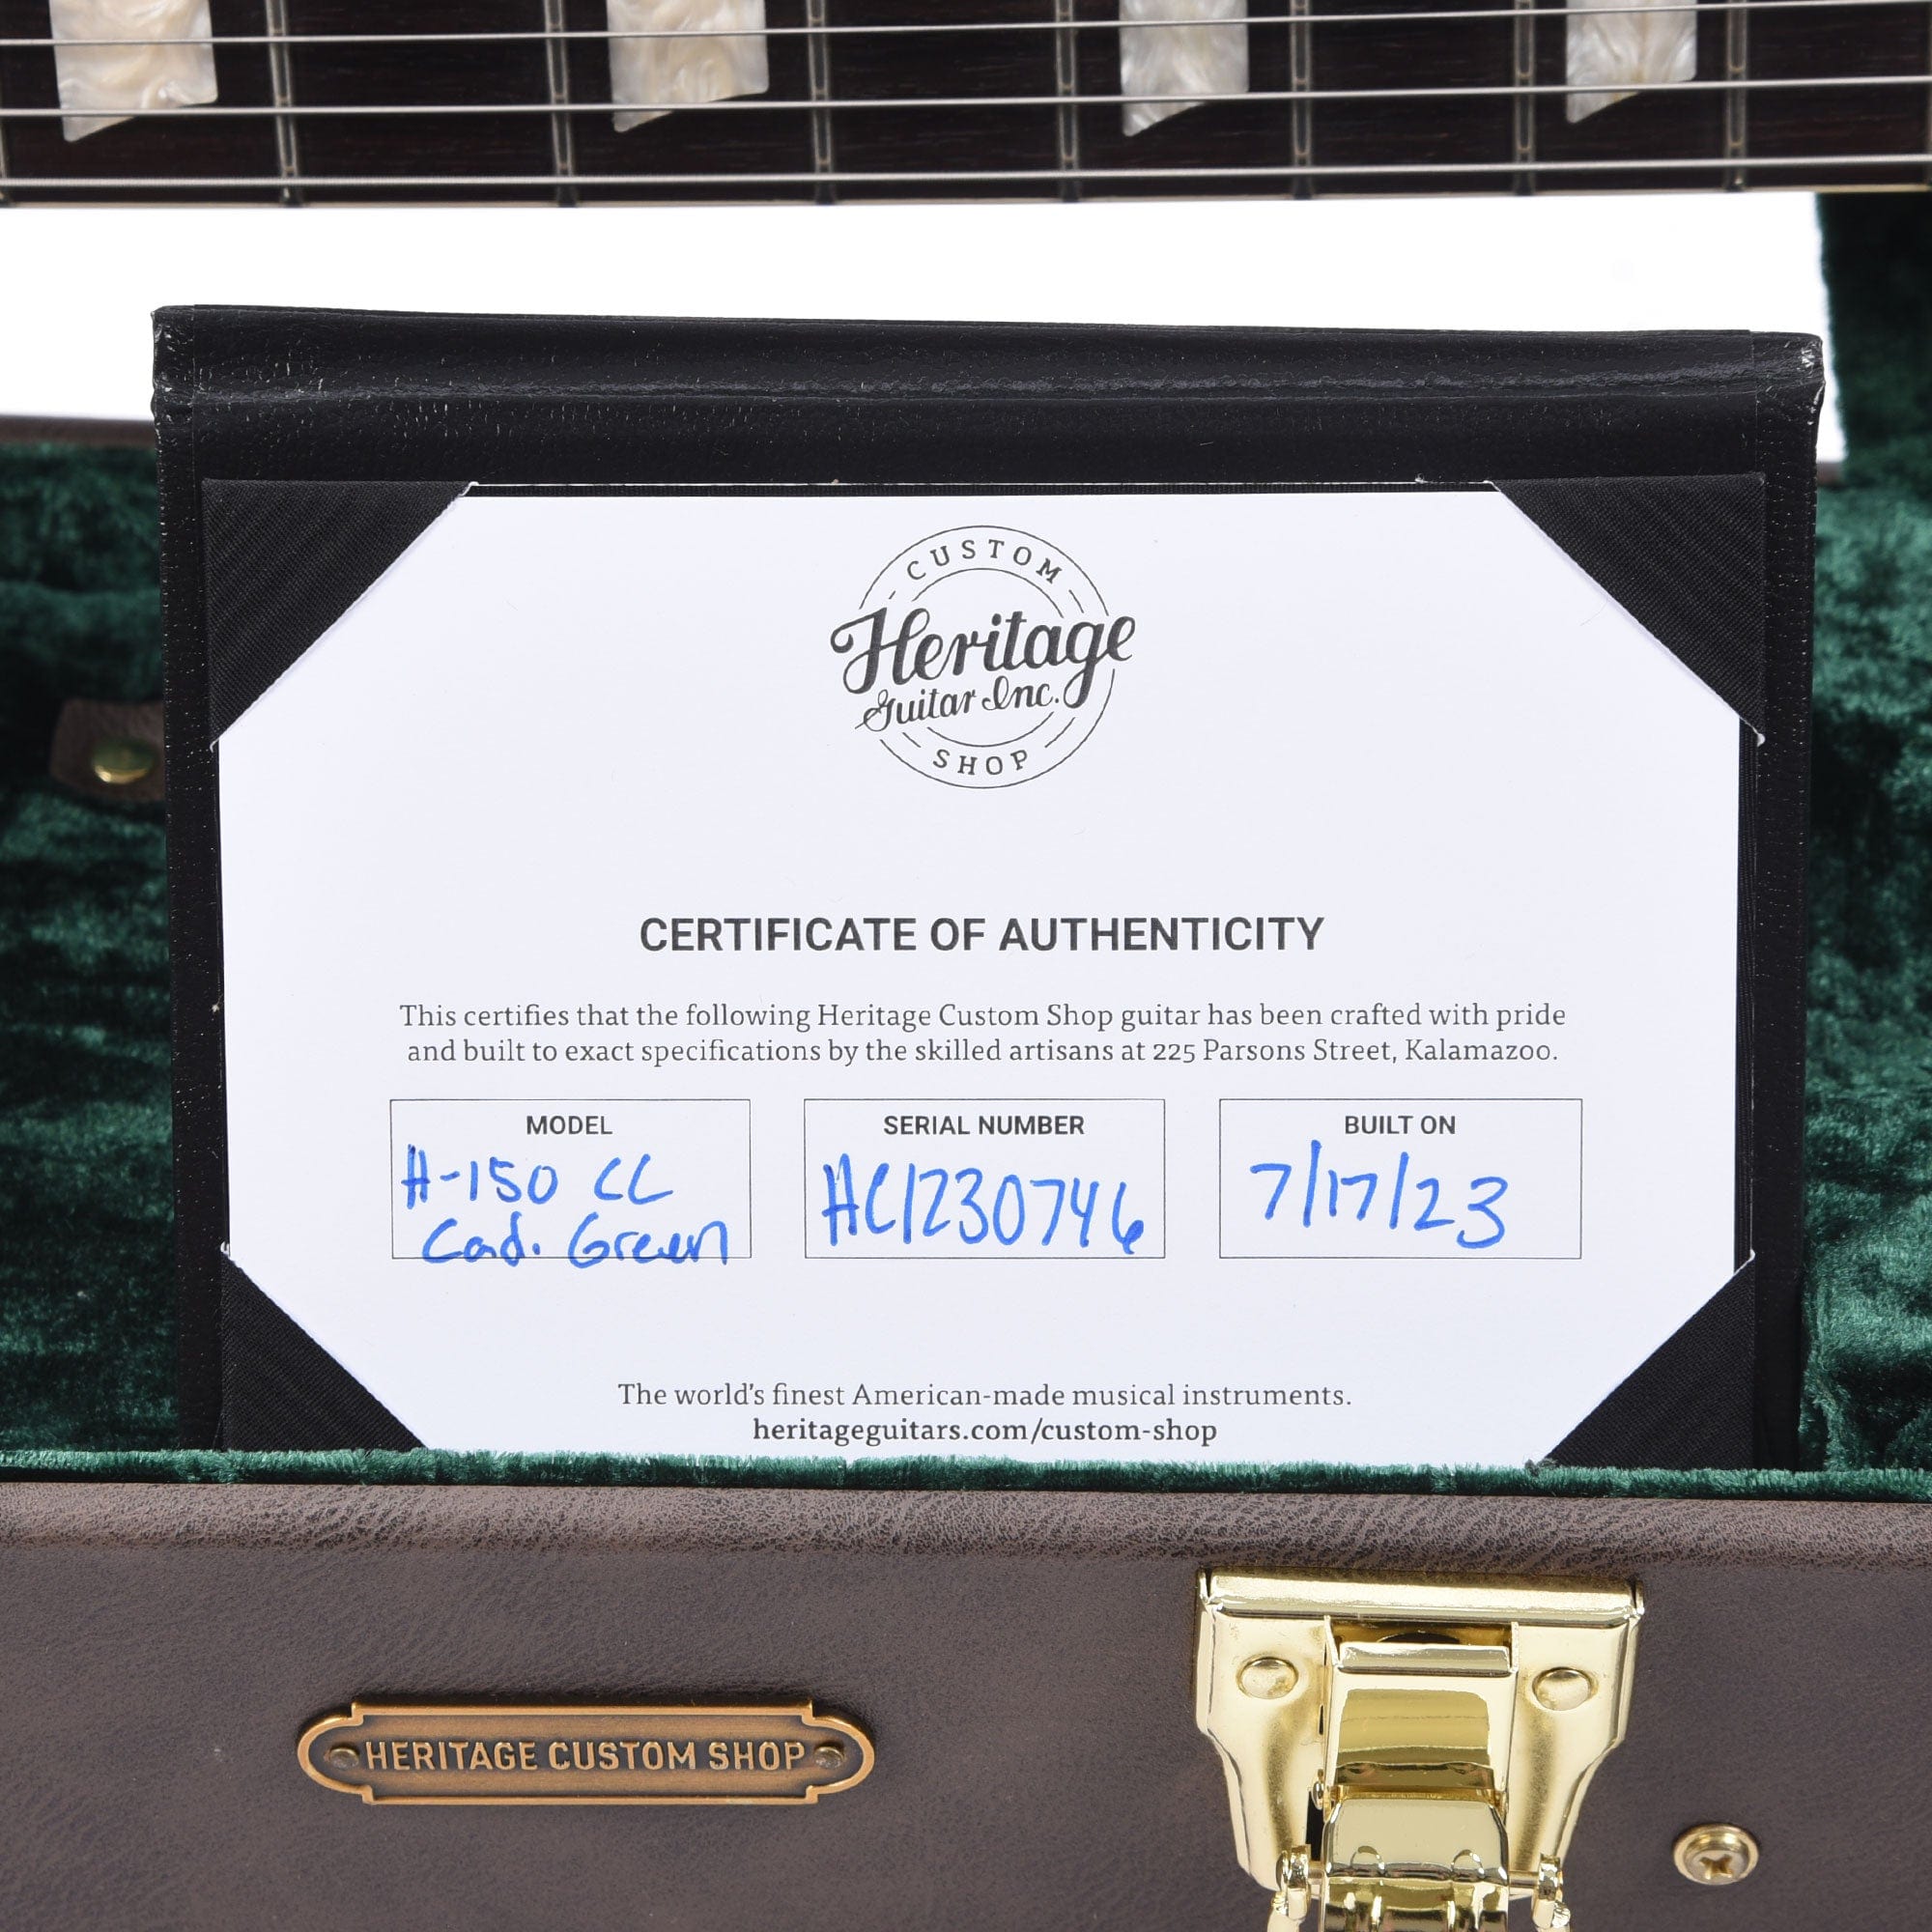 CUSTOM
Heritage
Guitar Inc.
SHOP
CERTIFICATE OF AUTHENTICITY
This certifies that the following Heritage Custom Shop guitar has been crafted with pride
and built to exact specifications by the skilled artisans at 225 Parsons Street, Kalamazoo.
MODEL
H-150 CL
Cad. Green
SERIAL NUMBER
HC1230746
BUILT ON
7/17/23
The world's finest American-made musical instruments.
heritageguitars.com/custom-shop
HERITAGE CUSTOM SHOP